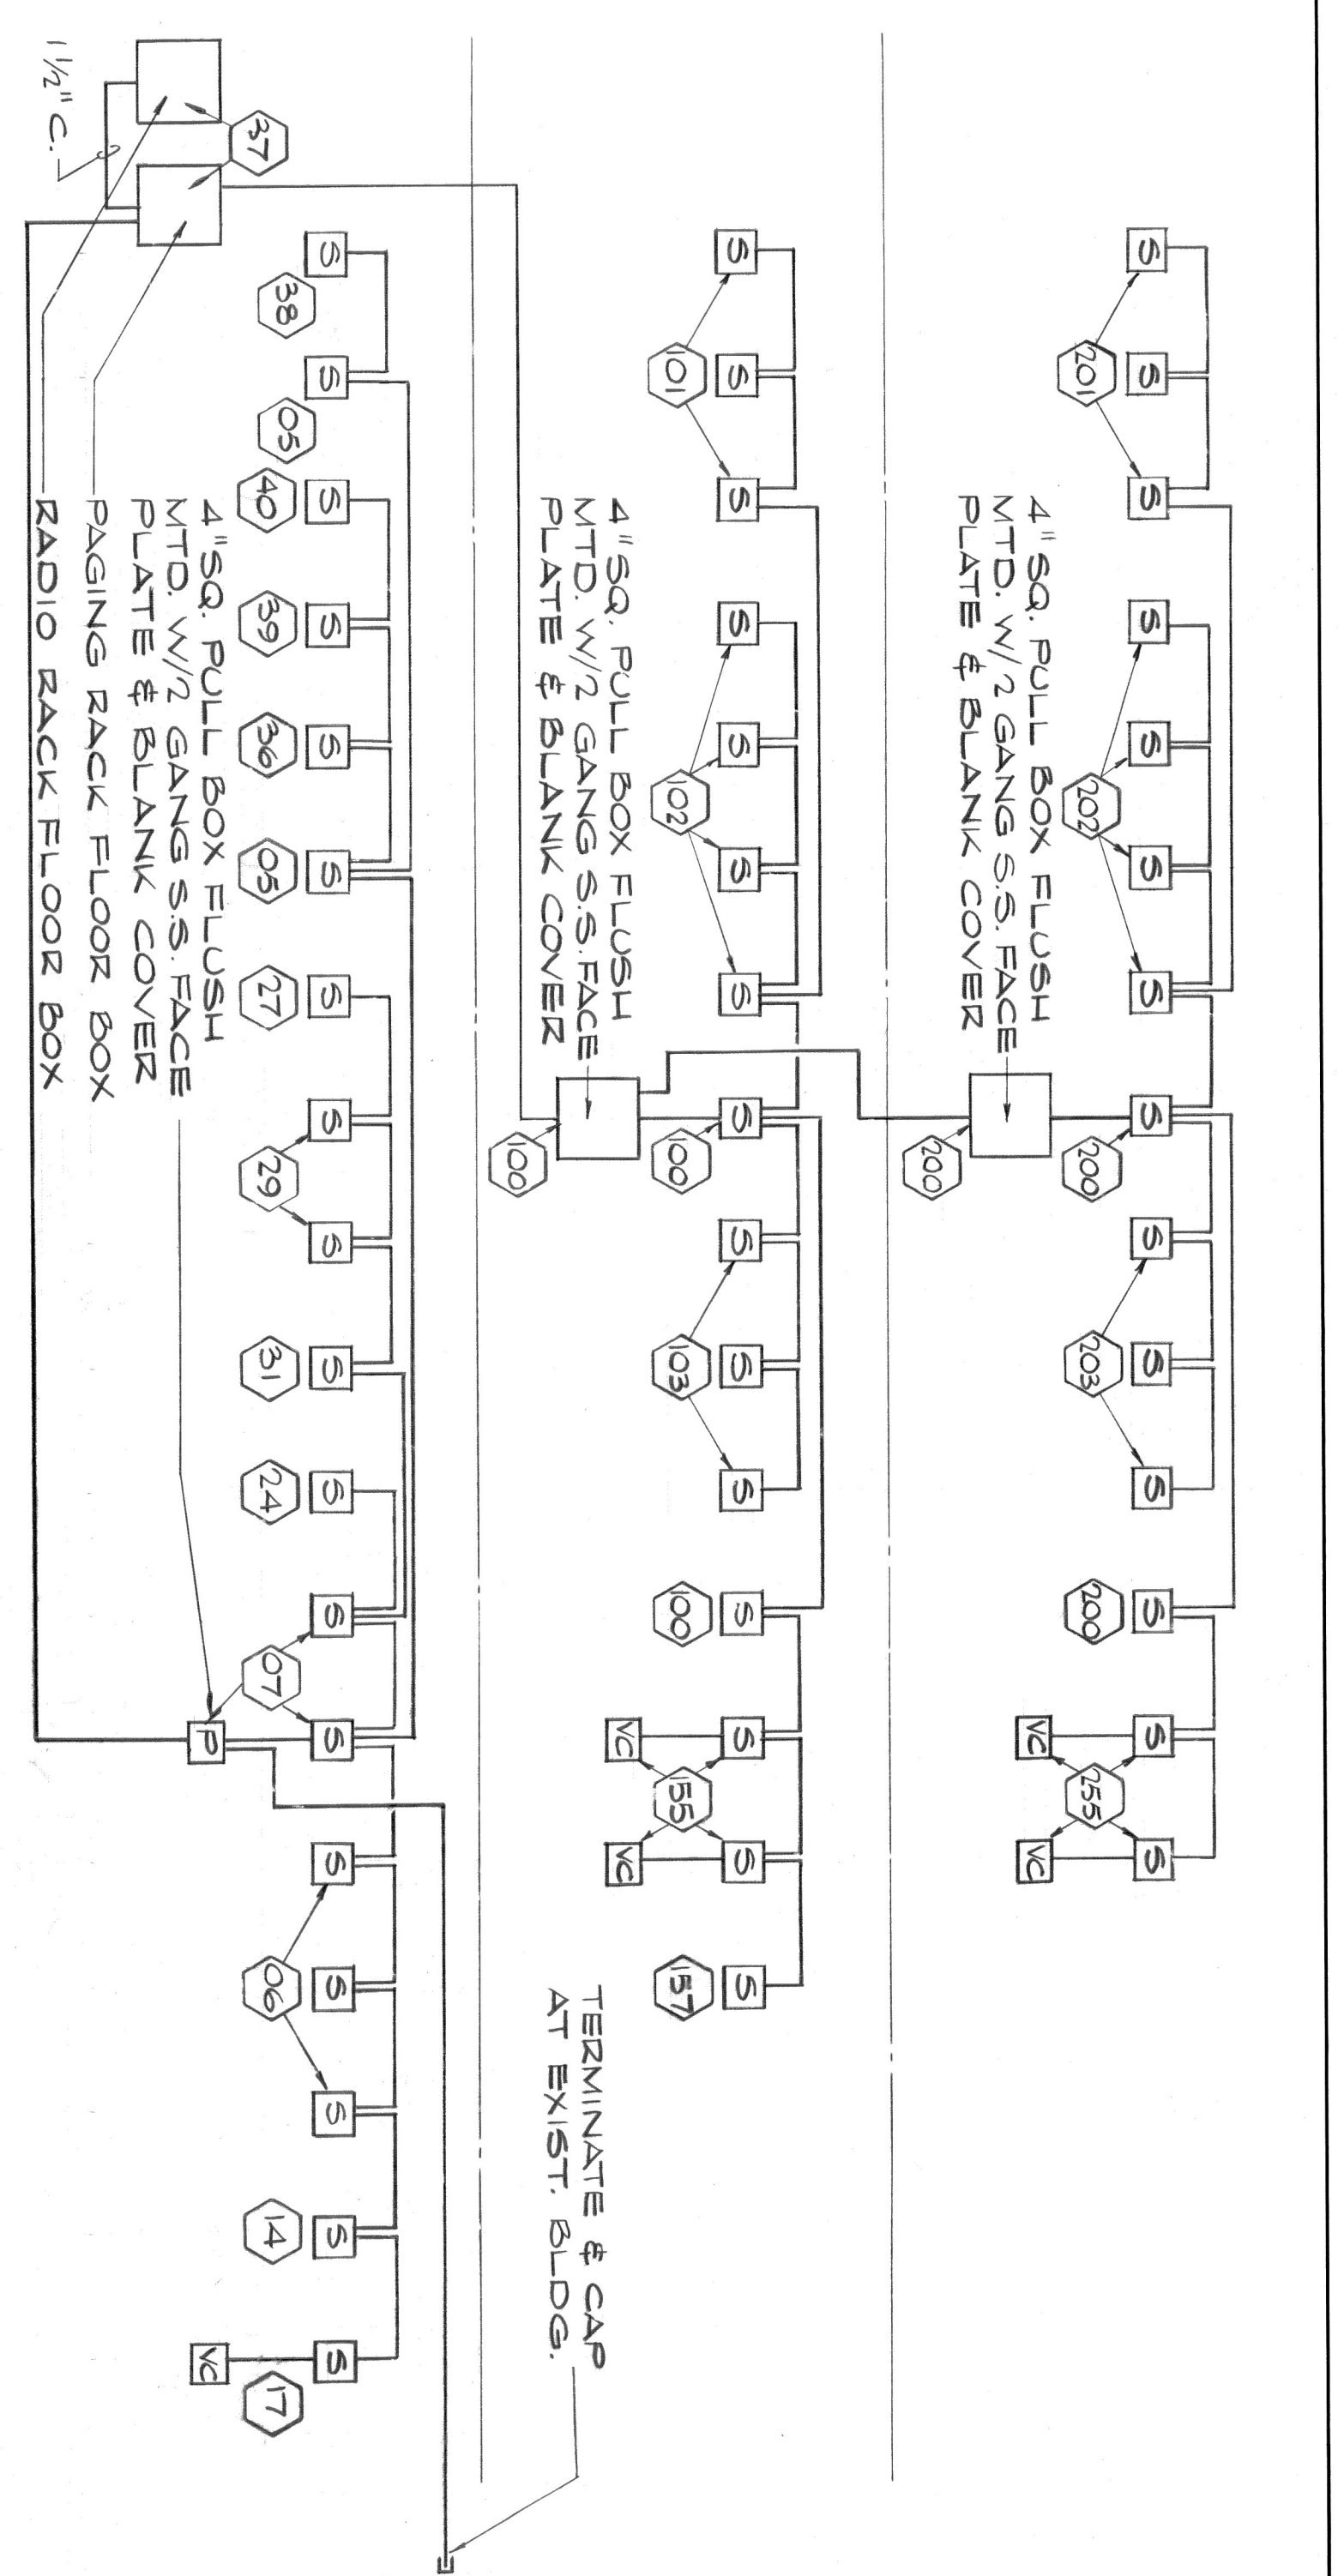 S S S S S S S S S S S S S S
201 202 200 203 200 255
VC VC
4" SQ. PULL BOX FLUSH
MTD. W/2 GANG S.S. FACE
PLATE & BLANK COVER
200
S S S S S S S S S S S S S S S
101 102 100 103 100 155 157
VC VC
4" SQ. PULL BOX FLUSH
MTD. W/2 GANG S.S. FACE
PLATE & BLANK COVER
100
TERMINATE & CAP
AT EXIST. BLDG.
S S S S S S S S S S S S S S S S S S
38 05 40 39 36 05 27 29 31 24 07 06 14 17
37
P
VC
4" SQ. PULL BOX FLUSH
MTD. W/2 GANG S.S. FACE
PLATE & BLANK COVER
PAGING RACK FLOOR BOX
RADIO RACK FLOOR BOX
1 1/2" C.